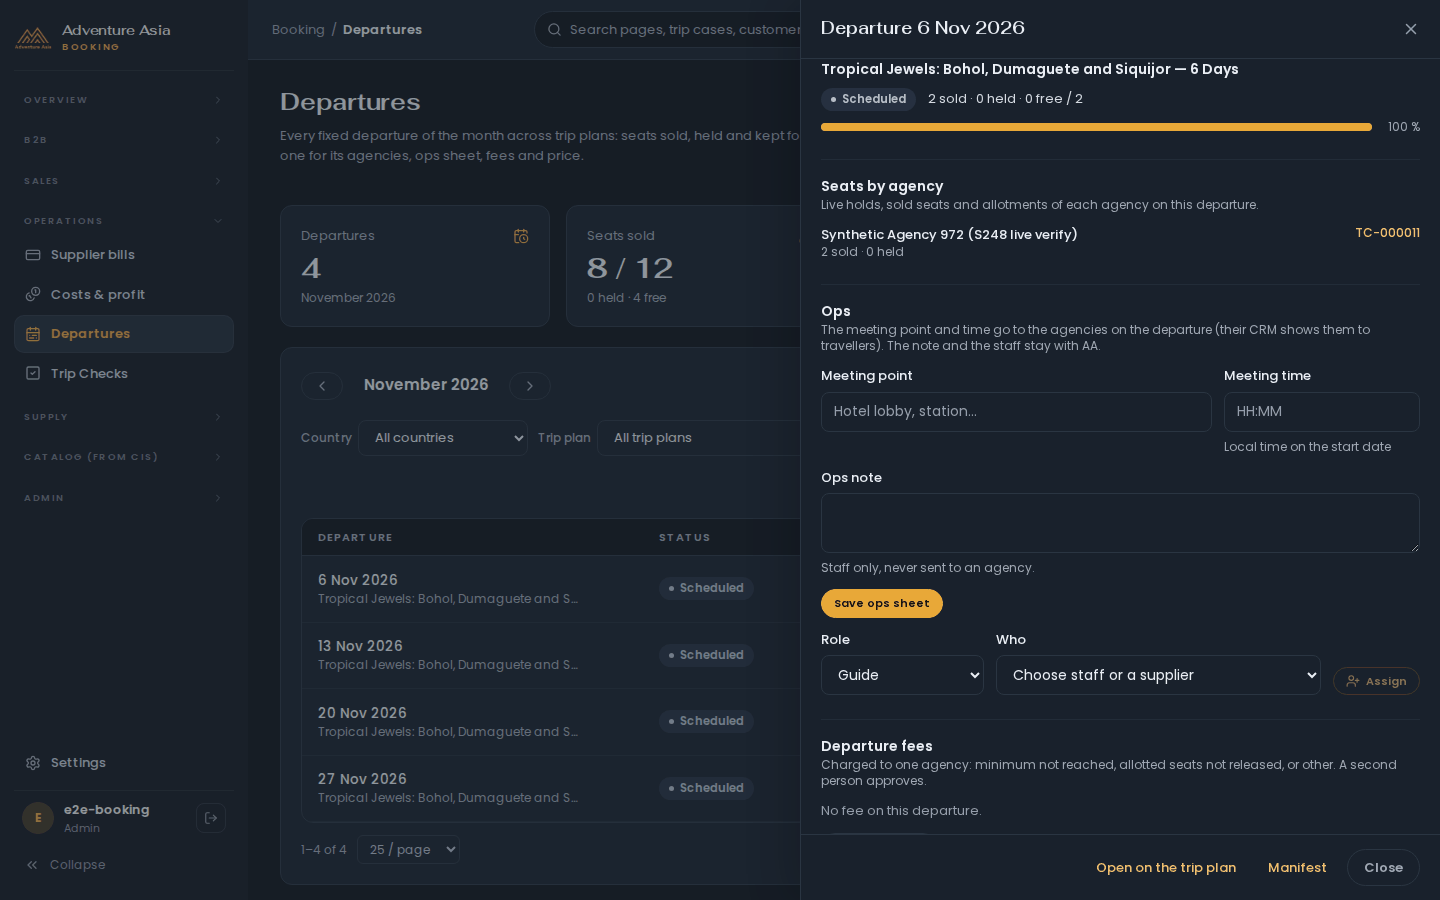 Adventure Asia
BOOKING
OVERVIEW
B2B
SALES
OPERATIONS
Supplier bills
Costs & profit
Departures
Trip Checks
SUPPLY
CATALOG (FROM CIS)
ADMIN
Settings
E
e2e-booking
Admin
Collapse
Booking / Departures
Search pages, trip cases, customer
Departures
Every fixed departure of the month across trip plans: seats sold, held and kept fo
one for its agencies, ops sheet, fees and price.
Departures
4
November 2026
Seats sold
8 / 12
0 held · 4 free
November 2026
Country All countries Trip plan All trip plans
DEPARTURE STATUS
6 Nov 2026
Tropical Jewels: Bohol, Dumaguete and S...
Scheduled
13 Nov 2026
Tropical Jewels: Bohol, Dumaguete and S...
Scheduled
20 Nov 2026
Tropical Jewels: Bohol, Dumaguete and S...
Scheduled
27 Nov 2026
Tropical Jewels: Bohol, Dumaguete and S...
Scheduled
1–4 of 4 25 / page
Departure 6 Nov 2026
Tropical Jewels: Bohol, Dumaguete and Siquijor — 6 Days
Scheduled 2 sold · 0 held · 0 free / 2
100 %
Seats by agency
Live holds, sold seats and allotments of each agency on this departure.
Synthetic Agency 972 (S248 live verify) TC-000011
2 sold · 0 held
Ops
The meeting point and time go to the agencies on the departure (their CRM shows them to
travellers). The note and the staff stay with AA.
Meeting point Meeting time
Hotel lobby, station... HH:MM
Local time on the start date
Ops note
Staff only, never sent to an agency.
Save ops sheet
Role Who
Guide Choose staff or a supplier Assign
Departure fees
Charged to one agency: minimum not reached, allotted seats not released, or other. A second
person approves.
No fee on this departure.
Open on the trip plan Manifest Close